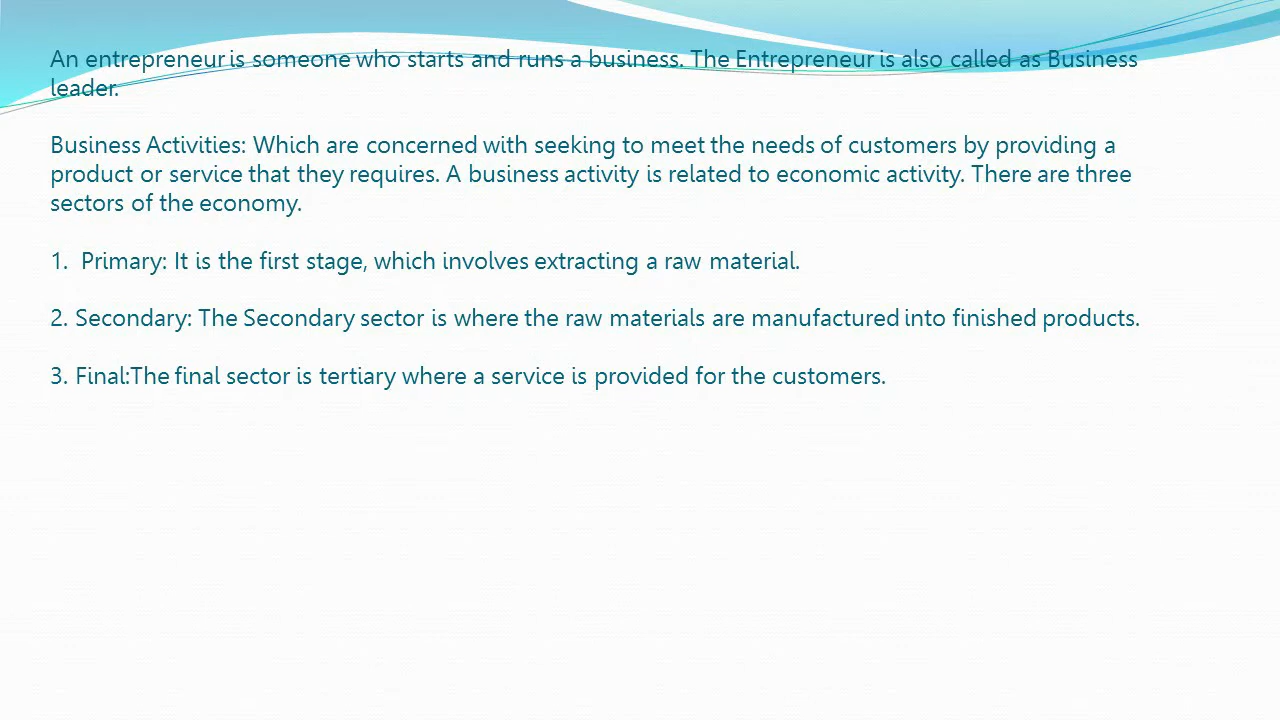 An entrepreneur is someone who starts and runs a business. The Entrepreneur is also called as Business
leader.
Business Activities: Which are concerned with seeking to meet the needs of customers by providing a
product or service that they requires. A business activity is related to economic activity. There are three
sectors of the economy.
1. Primary: It is the first stage, which involves extracting a raw material.
2. Secondary: The Secondary sector is where the raw materials are manufactured into finished products.
3. Final:The final sector is tertiary where a service is provided for the customers.